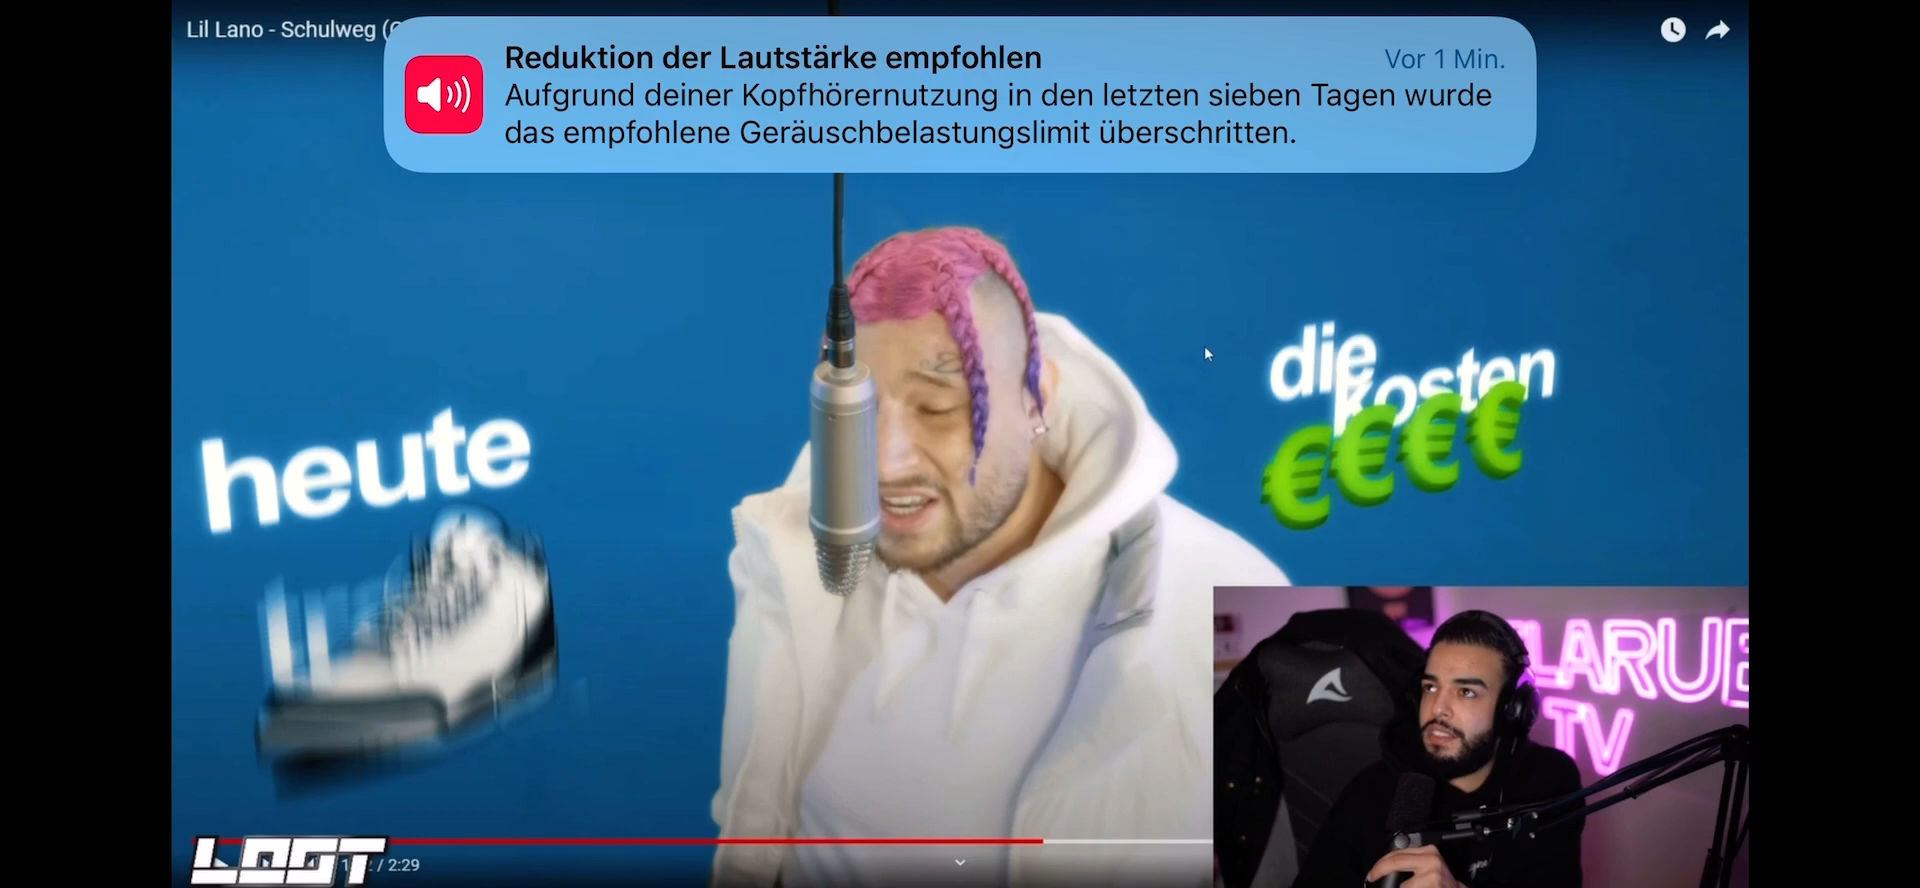 Lil Lano - Schulweg (
Reduktion der Lautstärke empfohlen
Vor 1 Min.
Aufgrund deiner Kopfhörernutzung in den letzten sieben Tagen wurde
das empfohlene Geräuschbelastungslimit überschritten.
heute
die
kosten
€€€€
LARUE
TV
LOST
/ 2:29